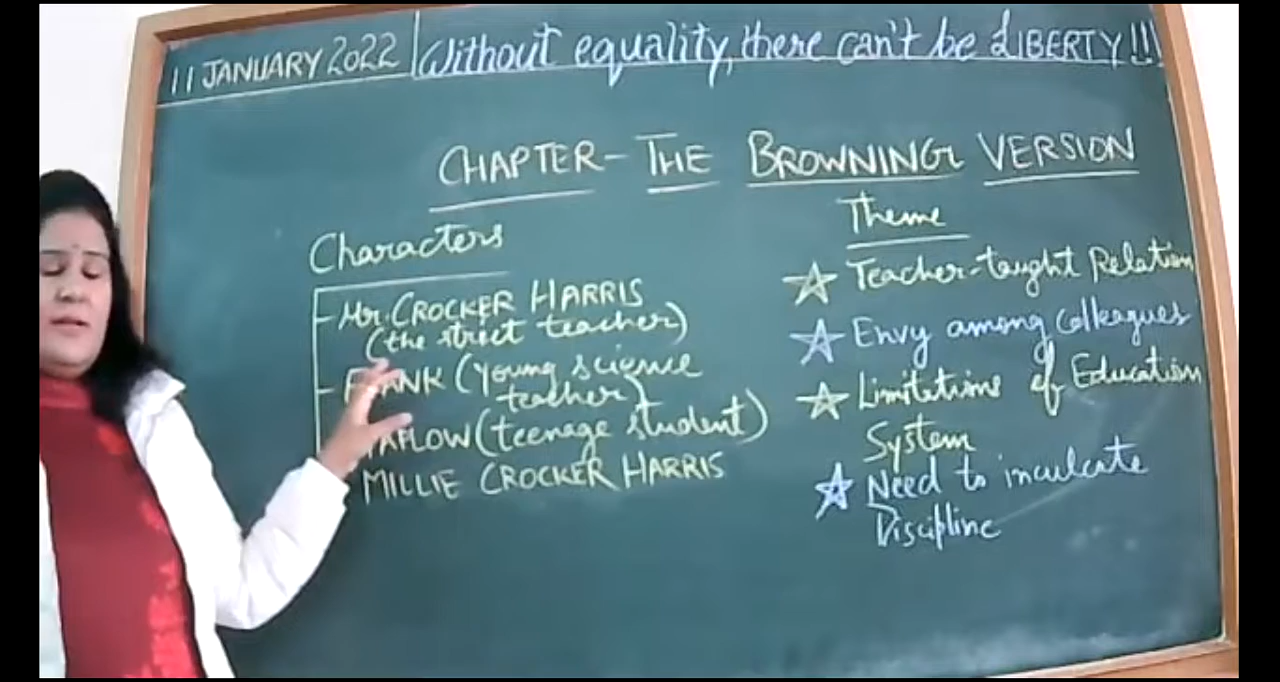 11 JANUARY 2022 | Without equality, there can't be LIBERTY!!
CHAPTER - THE BROWNING VERSION
Characters
Mr. CROCKER HARRIS
(the strict teacher)
FRANK (young science
teacher)
TAPLOW (teenage student)
MILLIE CROCKER HARRIS
Theme
☆ Teacher-taught Relation
☆ Envy among colleagues
☆ Limitations of Education
System
☆ Need to inculcate
Discipline